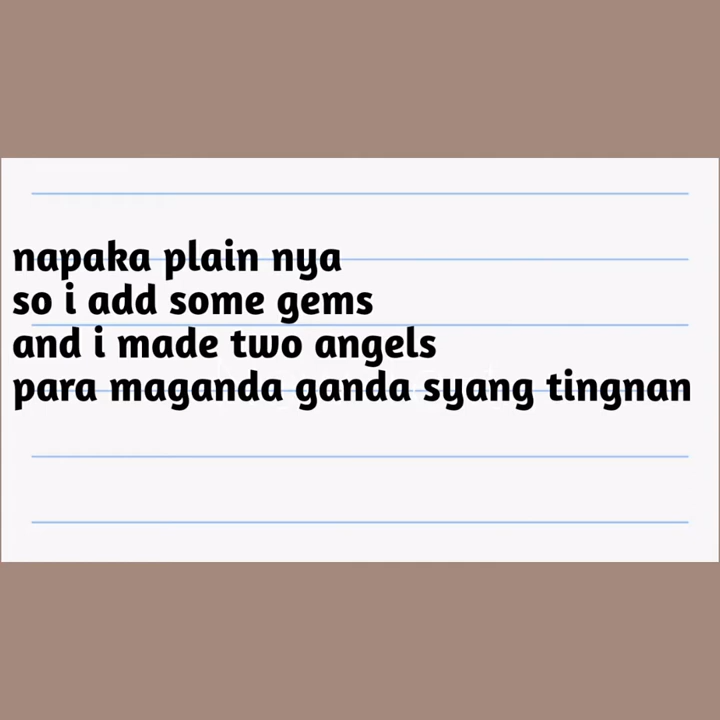 napaka plain nya
so i add some gems
and i made two angels
para maganda ganda syang tingnan